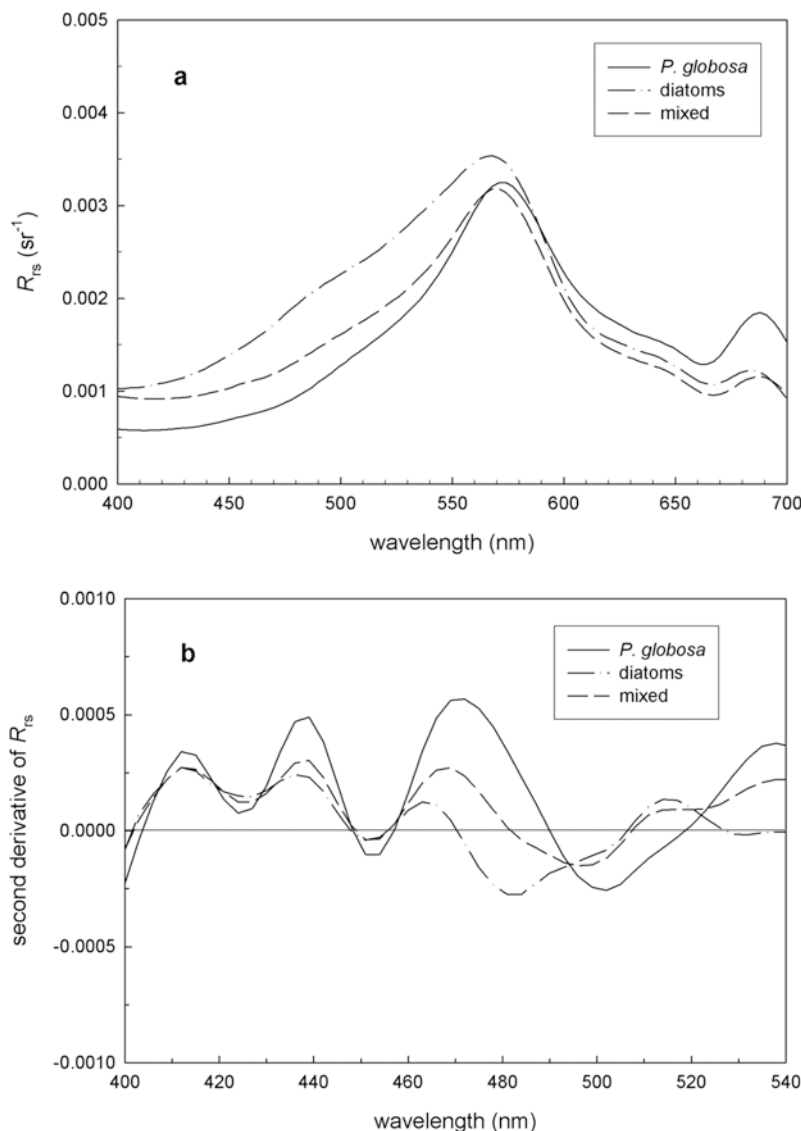 0.005
a
P. globosa
diatoms
mixed
0.004
0.003
0.002
0.001
0.000
Rrs (sr-1)
400 450 500 550 600 650 700
wavelength (nm)
0.0010
b
P. globosa
diatoms
mixed
0.0005
0.0000
-0.0005
-0.0010
second derivative of Rrs
400 420 440 460 480 500 520 540
wavelength (nm)